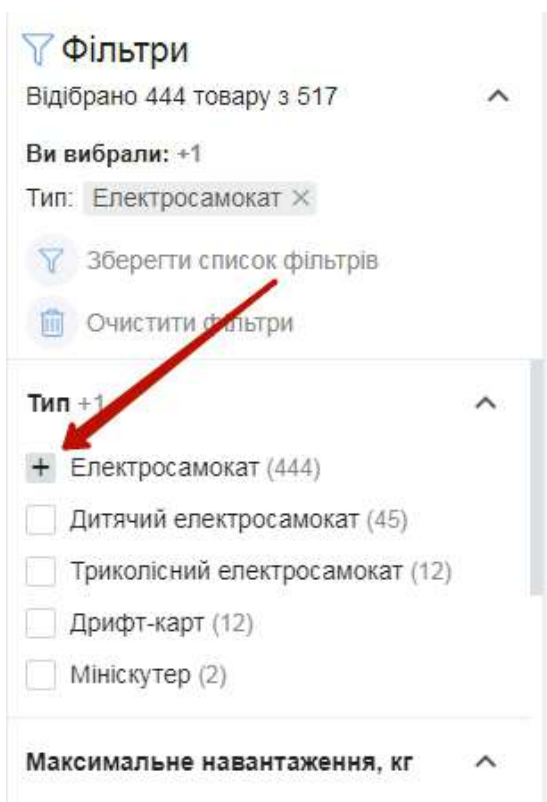 Фільтри
Відібрано 444 товару з 517
Ви вибрали: +1
Тип: Електросамокат ×
Зберегти список фільтрів
Очистити фільтри
Тип +1
+ Електросамокат (444)
Дитячий електросамокат (45)
Триколісний електросамокат (12)
Дрифт-карт (12)
Мініскутер (2)
Максимальне навантаження, кг